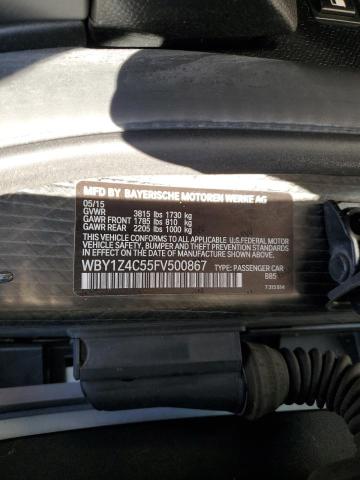 MFD BY BAYERISCHE MOTOREN WERKE AG
05/15
GVWR 3815 lbs 1730 kg
GAWR FRONT 1785 lbs 810 kg
GAWR REAR 2205 lbs 1000 kg
THIS VEHICLE CONFORMS TO ALL APPLICABLE U.S. FEDERAL MOTOR
VEHICLE SAFETY, BUMPER, AND THEFT PREVENTION STANDARDS
IN EFFECT ON THE DATE OF MANUFACTURE SHOWN ABOVE.
WBY1Z4C55FV500867 TYPE: PASSENGER CAR
B85